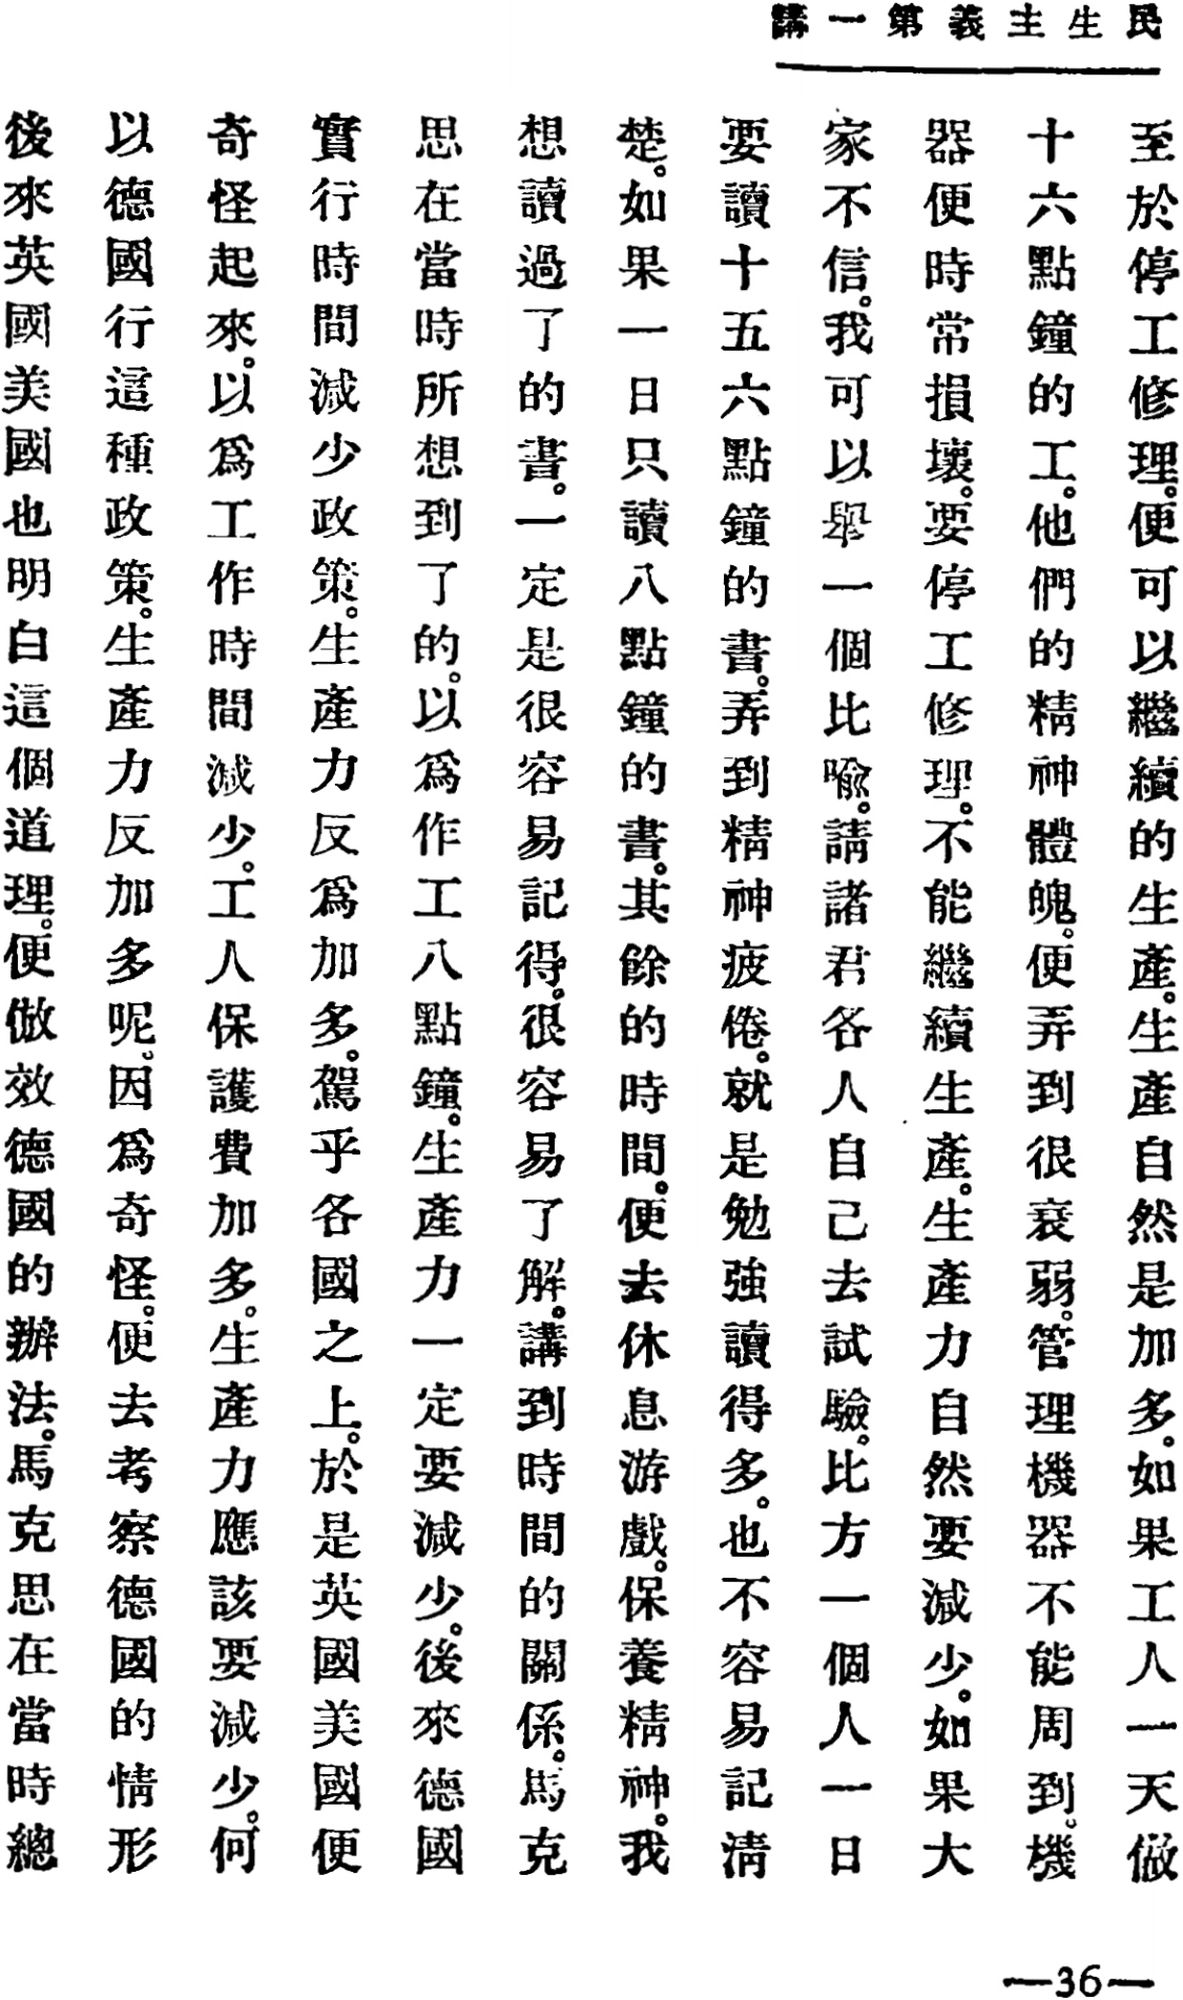 民生主義第一講
至於停工修理。便可以繼續的生產。生產自然是加多。如果工人一天做
十六點鐘的工。他們的精神體魄。便弄到很衰弱。管理機器不能周到。機
器便時常損壞。要停工修理。不能繼續生產。生產力自然要減少。如果大
家不信。我可以舉一個比喻。請諸君各人自己去試驗。比方一個人一日
要讀十五六點鐘的書。弄到精神疲倦。就是勉強讀得多。也不容易記清
楚。如果一日只讀八點鐘的書。其餘的時間。便去休息游戲。保養精神。我
想讀過了的書。一定是很容易記得。很容易了解。講到時間的關係。馬克
思在當時所想到了的。以爲作工八點鐘。生產力一定要減少。後來德國
實行時間減少政策。生產力反爲加多。駕乎各國之上。於是英國美國便
奇怪起來。以爲工作時間減少。工人保護費加多。生產力應該要減少。何
以德國行這種政策。生產力反加多呢。因爲奇怪。便去考察德國的情形
後來英國美國也明白這個道理。便倣效德國的辦法。馬克思在當時總
—36—